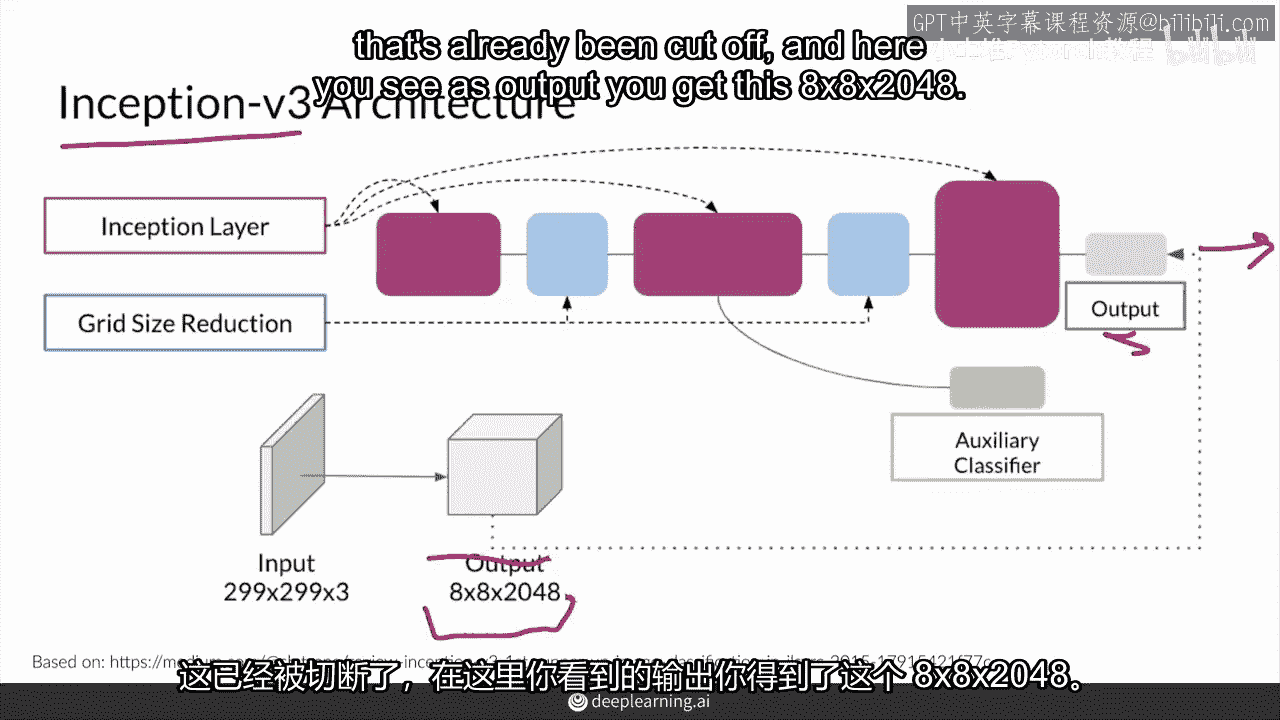 GPT中英字幕课程资源@bilibili.com
that's already been cut off, and here
you see as output you get this 8x8x2048.
Inception-v3 Architecture
Inception Layer
Grid Size Reduction
Output
Auxiliary
Classifier
Input
299x299x3
Output
8x8x2048
Based on: https://medium.com/
这已经被切断了，在这里你看到的输出你得到了这个 8x8x2048。
deeplearning.ai